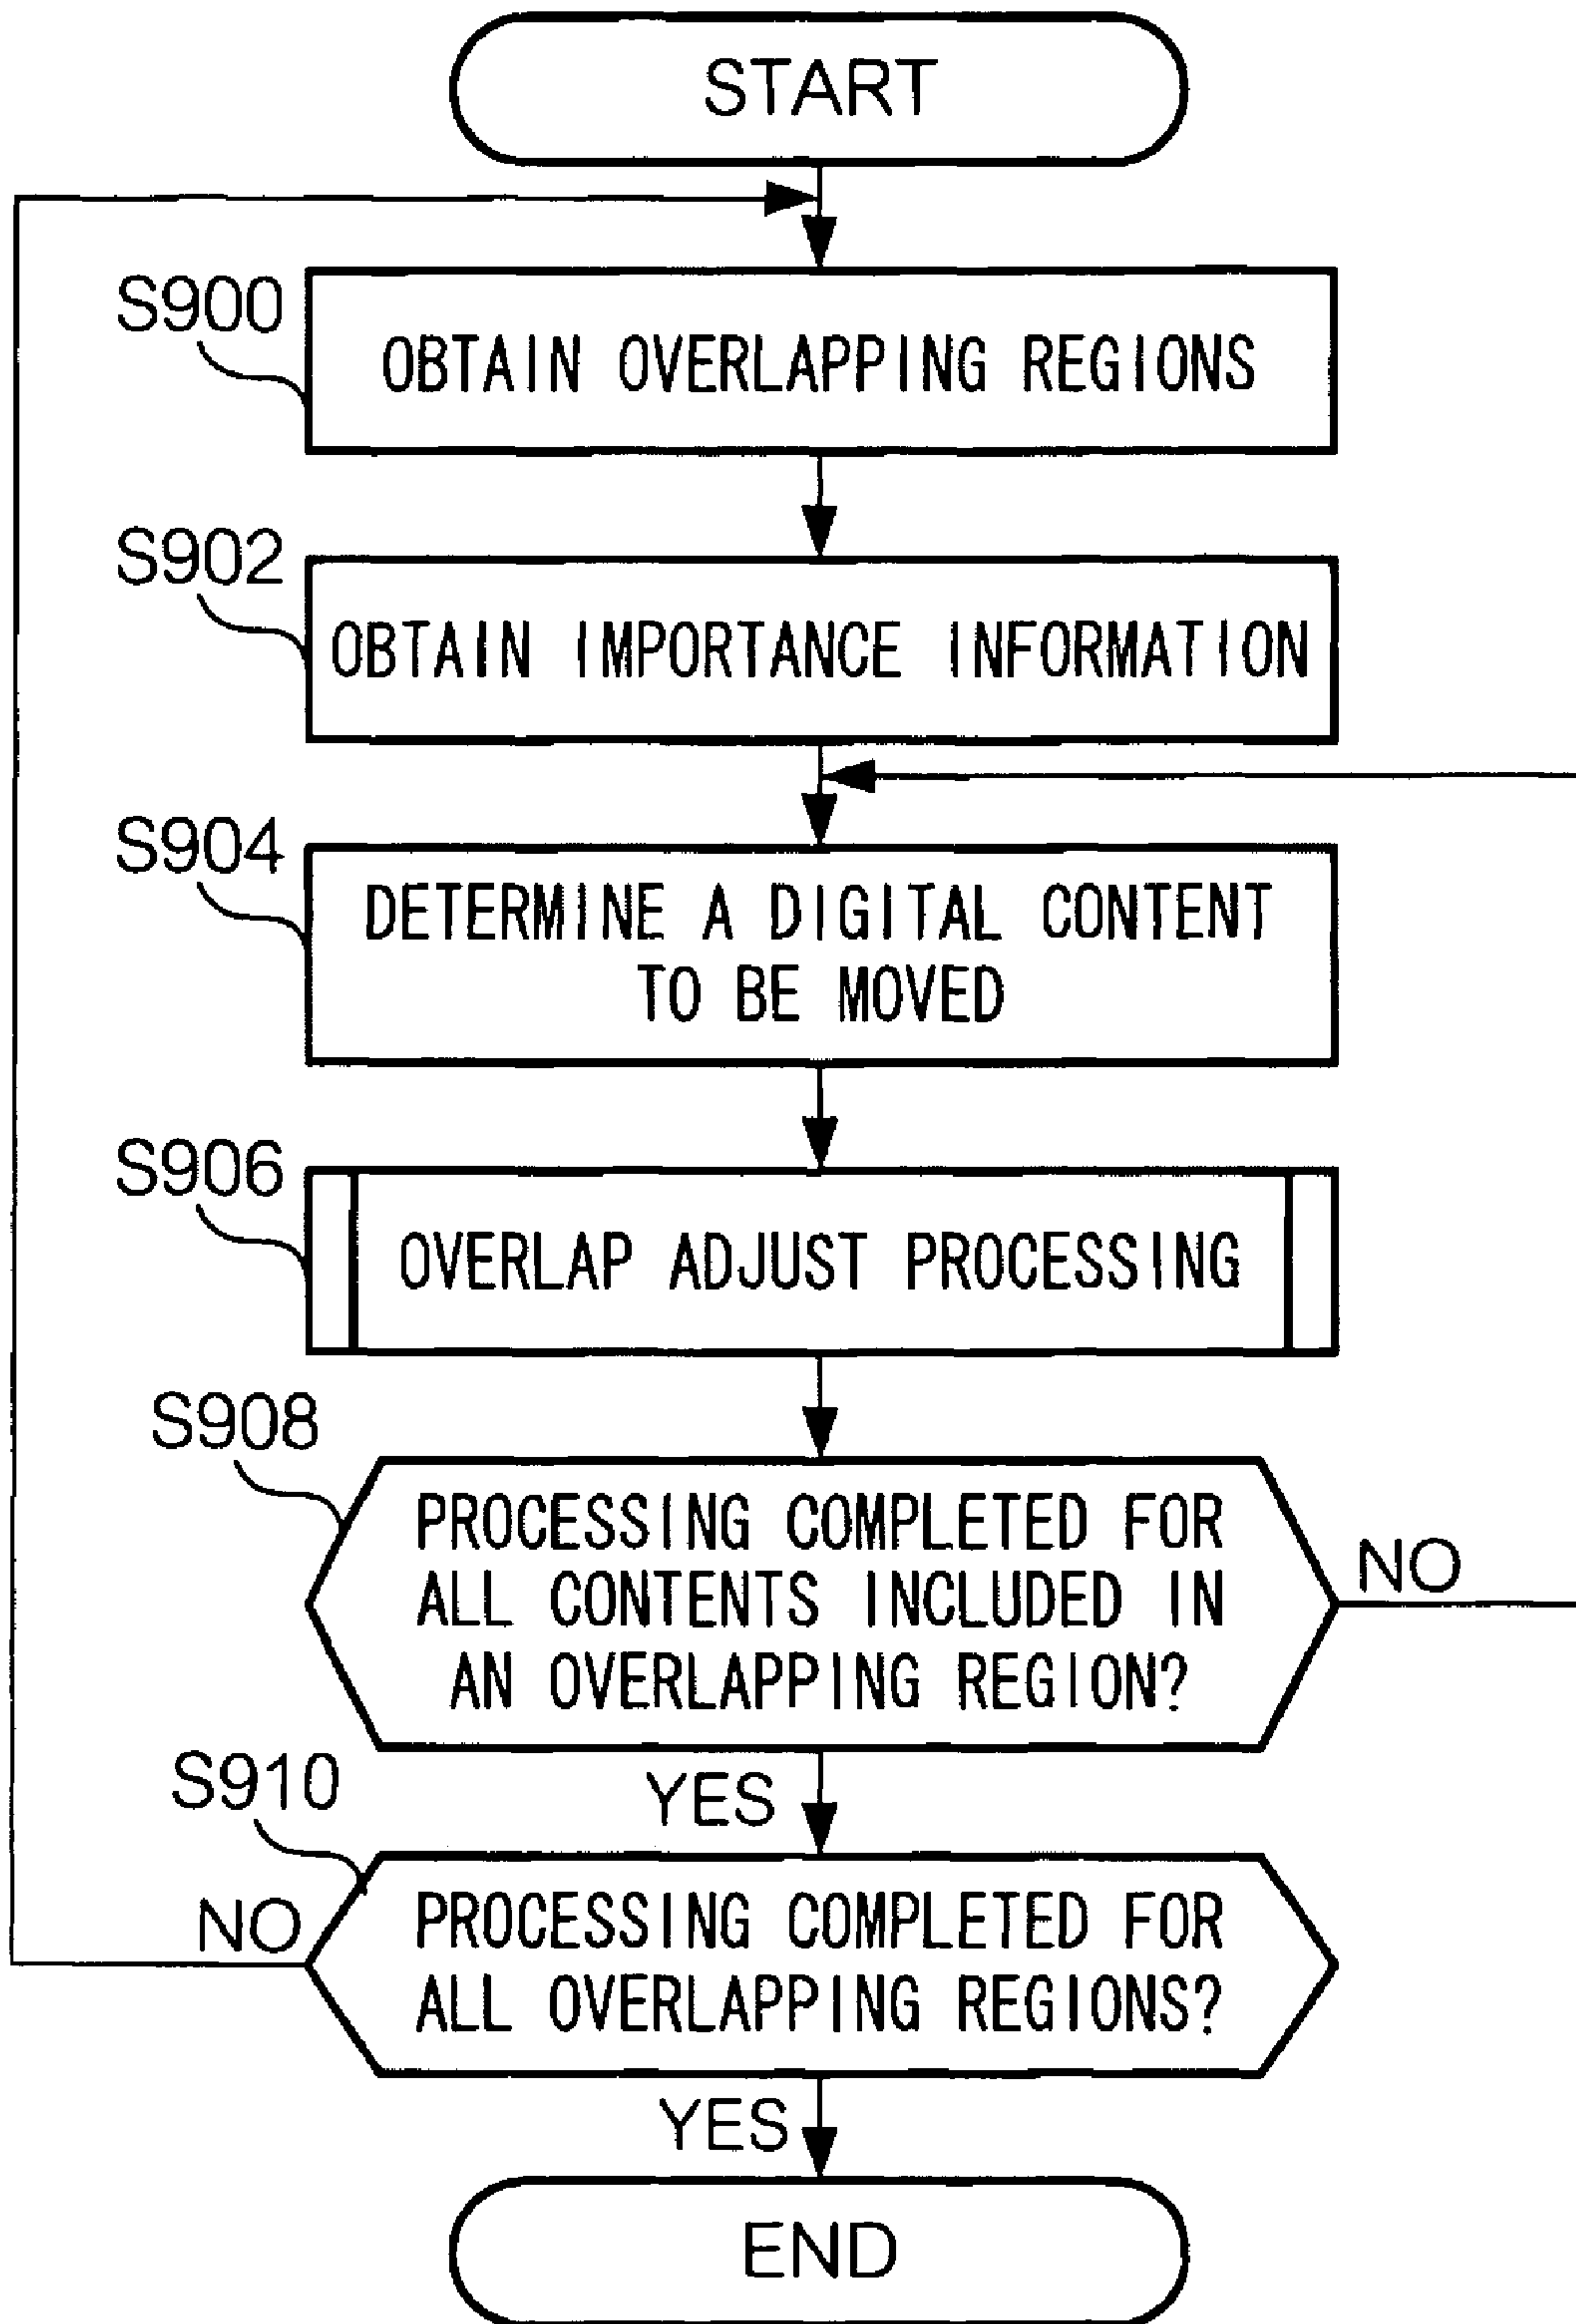 START
S900
OBTAIN OVERLAPPING REGIONS
S902
OBTAIN IMPORTANCE INFORMATION
S904
DETERMINE A DIGITAL CONTENT
TO BE MOVED
S906
OVERLAP ADJUST PROCESSING
S908
PROCESSING COMPLETED FOR
ALL CONTENTS INCLUDED IN
AN OVERLAPPING REGION?
NO
YES
S910
PROCESSING COMPLETED FOR
ALL OVERLAPPING REGIONS?
NO
YES
END